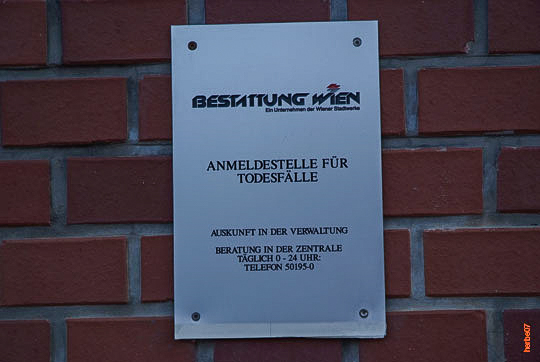 BESTATTUNG WIEN
Ein Unternehmen der Wiener Stadtwerke
ANMELDESTELLE FÜR
TODESFÄLLE
AUSKUNFT IN DER VERWALTUNG
BERATUNG IN DER ZENTRALE
TÄGLICH 0 - 24 UHR:
TELEFON 50195-0
herbe07